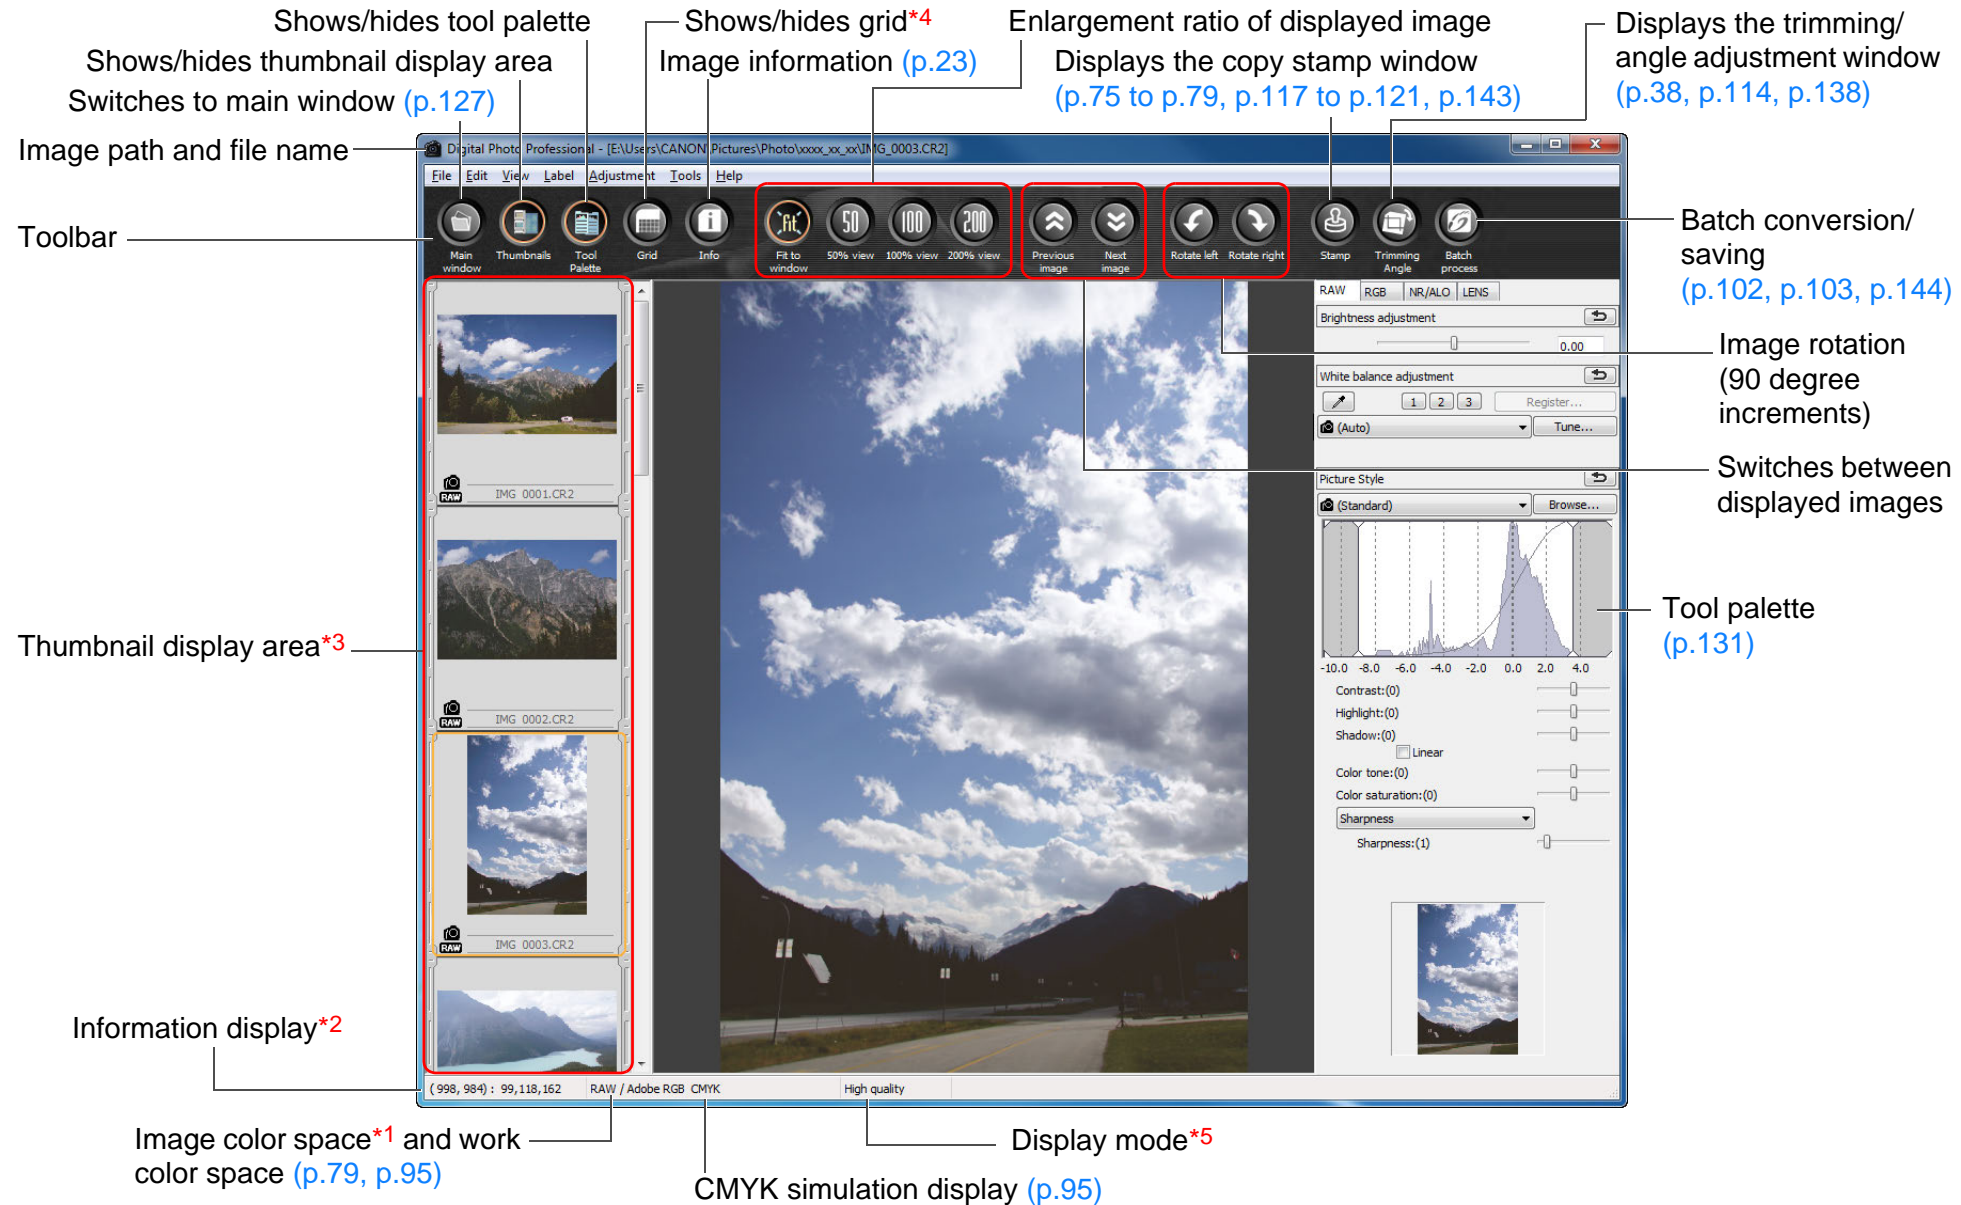 Shows/hides tool palette
Shows/hides grid*4
Enlargement ratio of displayed image
Displays the trimming/
angle adjustment window
(p.38, p.114, p.138)
Shows/hides thumbnail display area
Image information (p.23)
Displays the copy stamp window
(p.75 to p.79, p.117 to p.121, p.143)
Switches to main window (p.127)
Image path and file name
Digital Photo Professional - [E:\Users\CANON\Pictures\Photo\xxxx_xx_xx\IMG_0003.CR2]
File Edit View Label Adjustment Tools Help
Toolbar
fit 50 100 200
Main window
Thumbnails
Tool Palette
Grid
Info
Fit to window
50% view
100% view
200% view
Previous image
Next image
Rotate left
Rotate right
Stamp
Trimming Angle
Batch process
Batch conversion/
saving
(p.102, p.103, p.144)
RAW RGB NR/ALO LENS
Brightness adjustment
0.00
Image rotation
(90 degree
increments)
White balance adjustment
1 2 3 Register...
(Auto) Tune...
Switches between
displayed images
Picture Style
(Standard) Browse...
RAW IMG_0001.CR2
Thumbnail display area*3
Tool palette
(p.131)
-10.0 -8.0 -6.0 -4.0 -2.0 0.0 2.0 4.0
Contrast:(0)
Highlight:(0)
Shadow:(0)
Linear
Color tone:(0)
Color saturation:(0)
Sharpness
Sharpness:(1)
RAW IMG_0002.CR2
RAW IMG_0003.CR2
Information display*2
( 998, 984) : 99,118,162 RAW / Adobe RGB CMYK High quality
Image color space*1 and work
color space (p.79, p.95)
Display mode*5
CMYK simulation display (p.95)